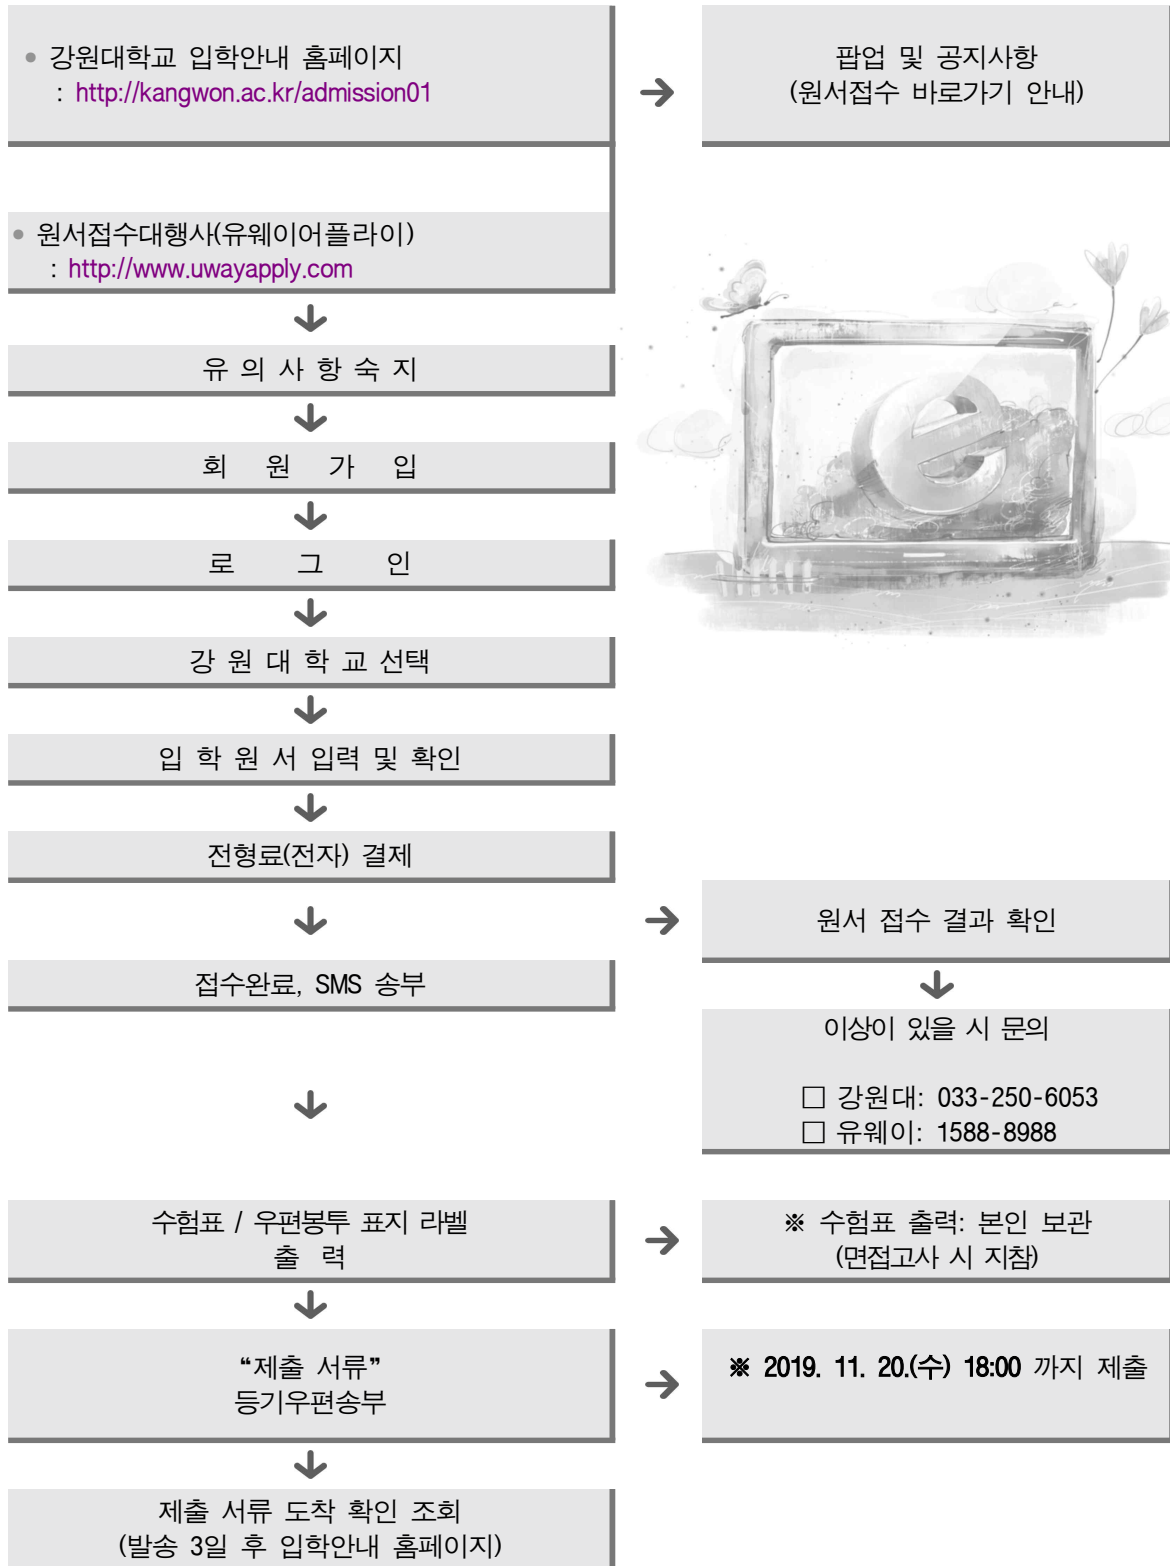 • 강원대학교 입학안내 홈페이지
: http://kangwon.ac.kr/admission01
팝업 및 공지사항
(원서접수 바로가기 안내)
• 원서접수대행사(유웨이어플라이)
: http://www.uwayapply.com
유 의 사 항 숙 지
회 원 가 입
로 그 인
강 원 대 학 교 선택
입 학 원 서 입력 및 확인
전형료(전자) 결제
원서 접수 결과 확인
접수완료, SMS 송부
이상이 있을 시 문의
□ 강원대: 033-250-6053
□ 유웨이: 1588-8988
수험표 / 우편봉투 표지 라벨
출 력
※ 수험표 출력: 본인 보관
(면접고사 시 지참)
“제출 서류”
등기우편송부
※ 2019. 11. 20.(수) 18:00 까지 제출
제출 서류 도착 확인 조회
(발송 3일 후 입학안내 홈페이지)